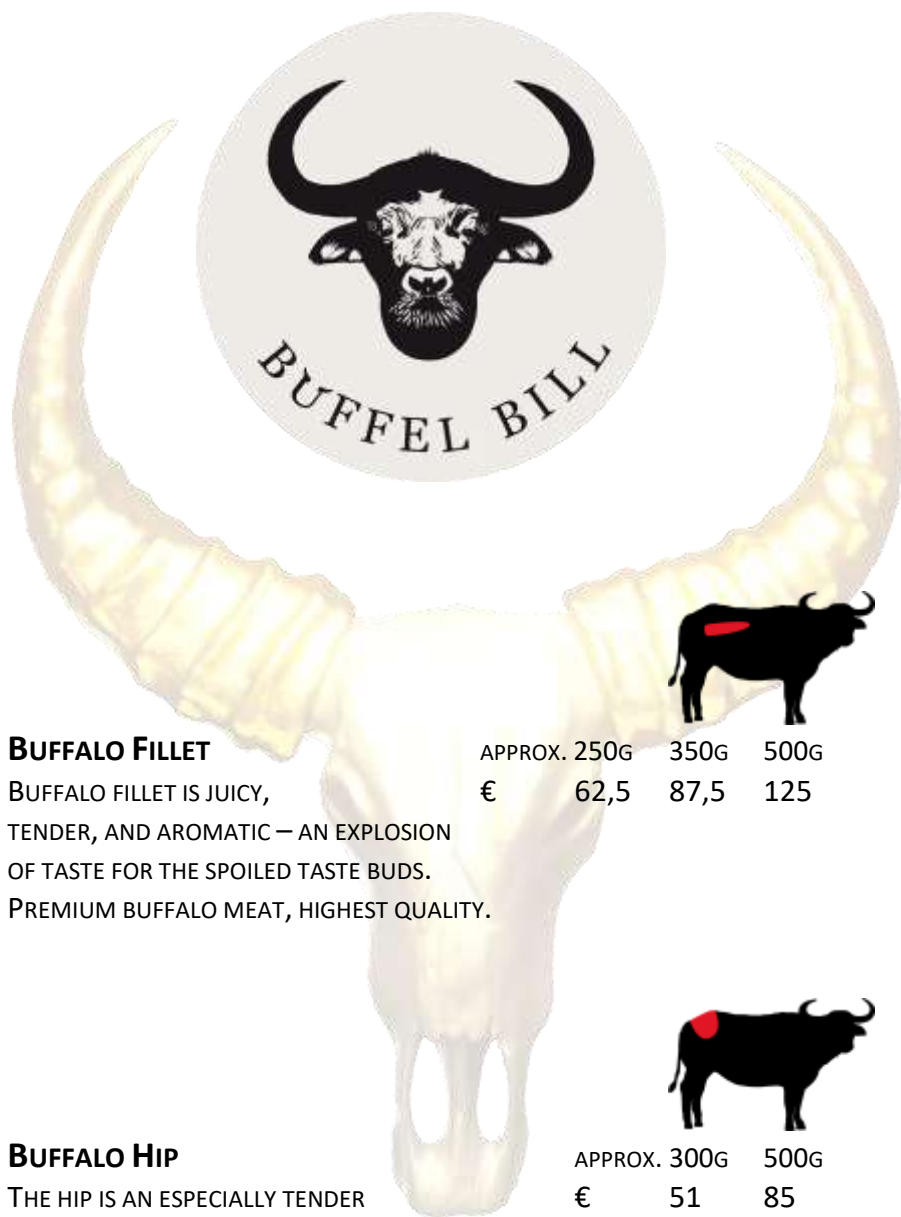 BUFFEL BILL
BUFFALO FILLET APPROX. 250G 350G 500G
BUFFALO FILLET IS JUICY, € 62,5 87,5 125
TENDER, AND AROMATIC – AN EXPLOSION
OF TASTE FOR THE SPOILED TASTE BUDS.
PREMIUM BUFFALO MEAT, HIGHEST QUALITY.
BUFFALO HIP APPROX. 300G 500G
THE HIP IS AN ESPECIALLY TENDER € 51 85